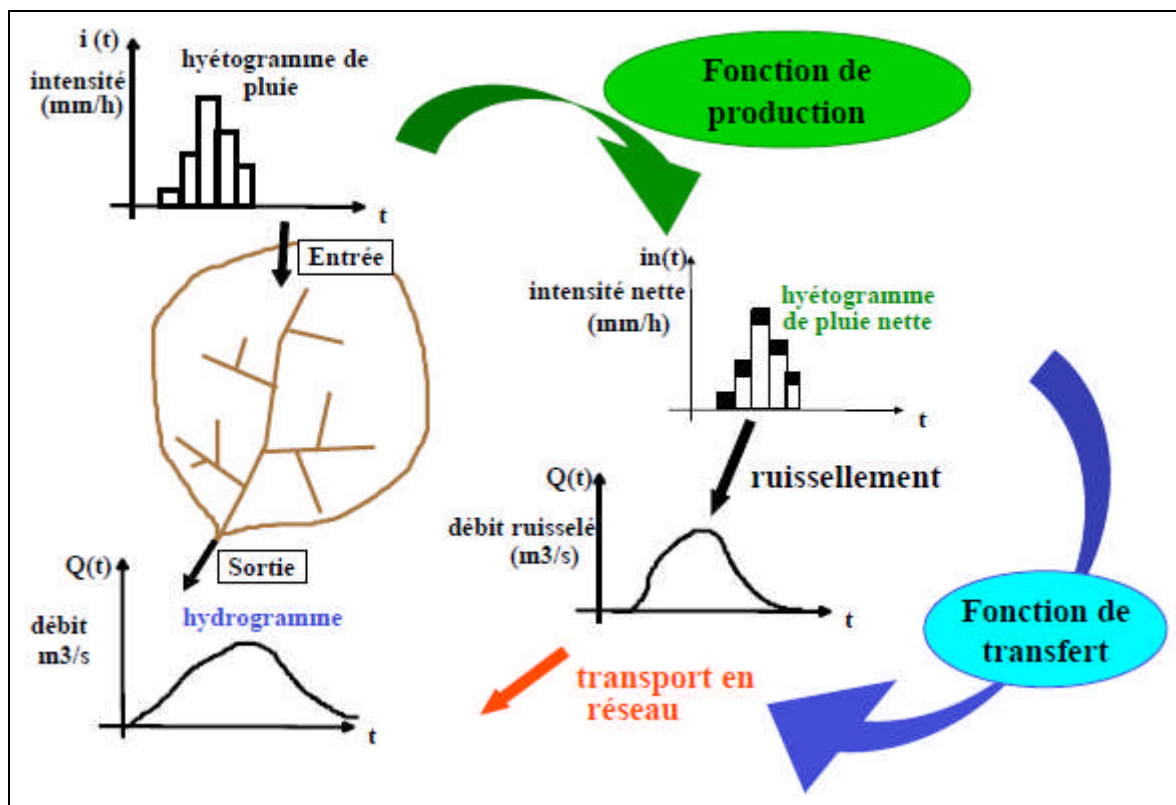 i (t)
intensité
(mm/h)
hyétogramme de
pluie
t
Fonction de
production
Entrée
in(t)
intensité nette
(mm/h)
hyétogramme
de pluie nette
t
ruissellement
Q(t)
débit ruisselé
(m3/s)
t
Sortie
Q(t)
débit
m3/s
hydrogramme
t
transport en
réseau
Fonction de
transfert